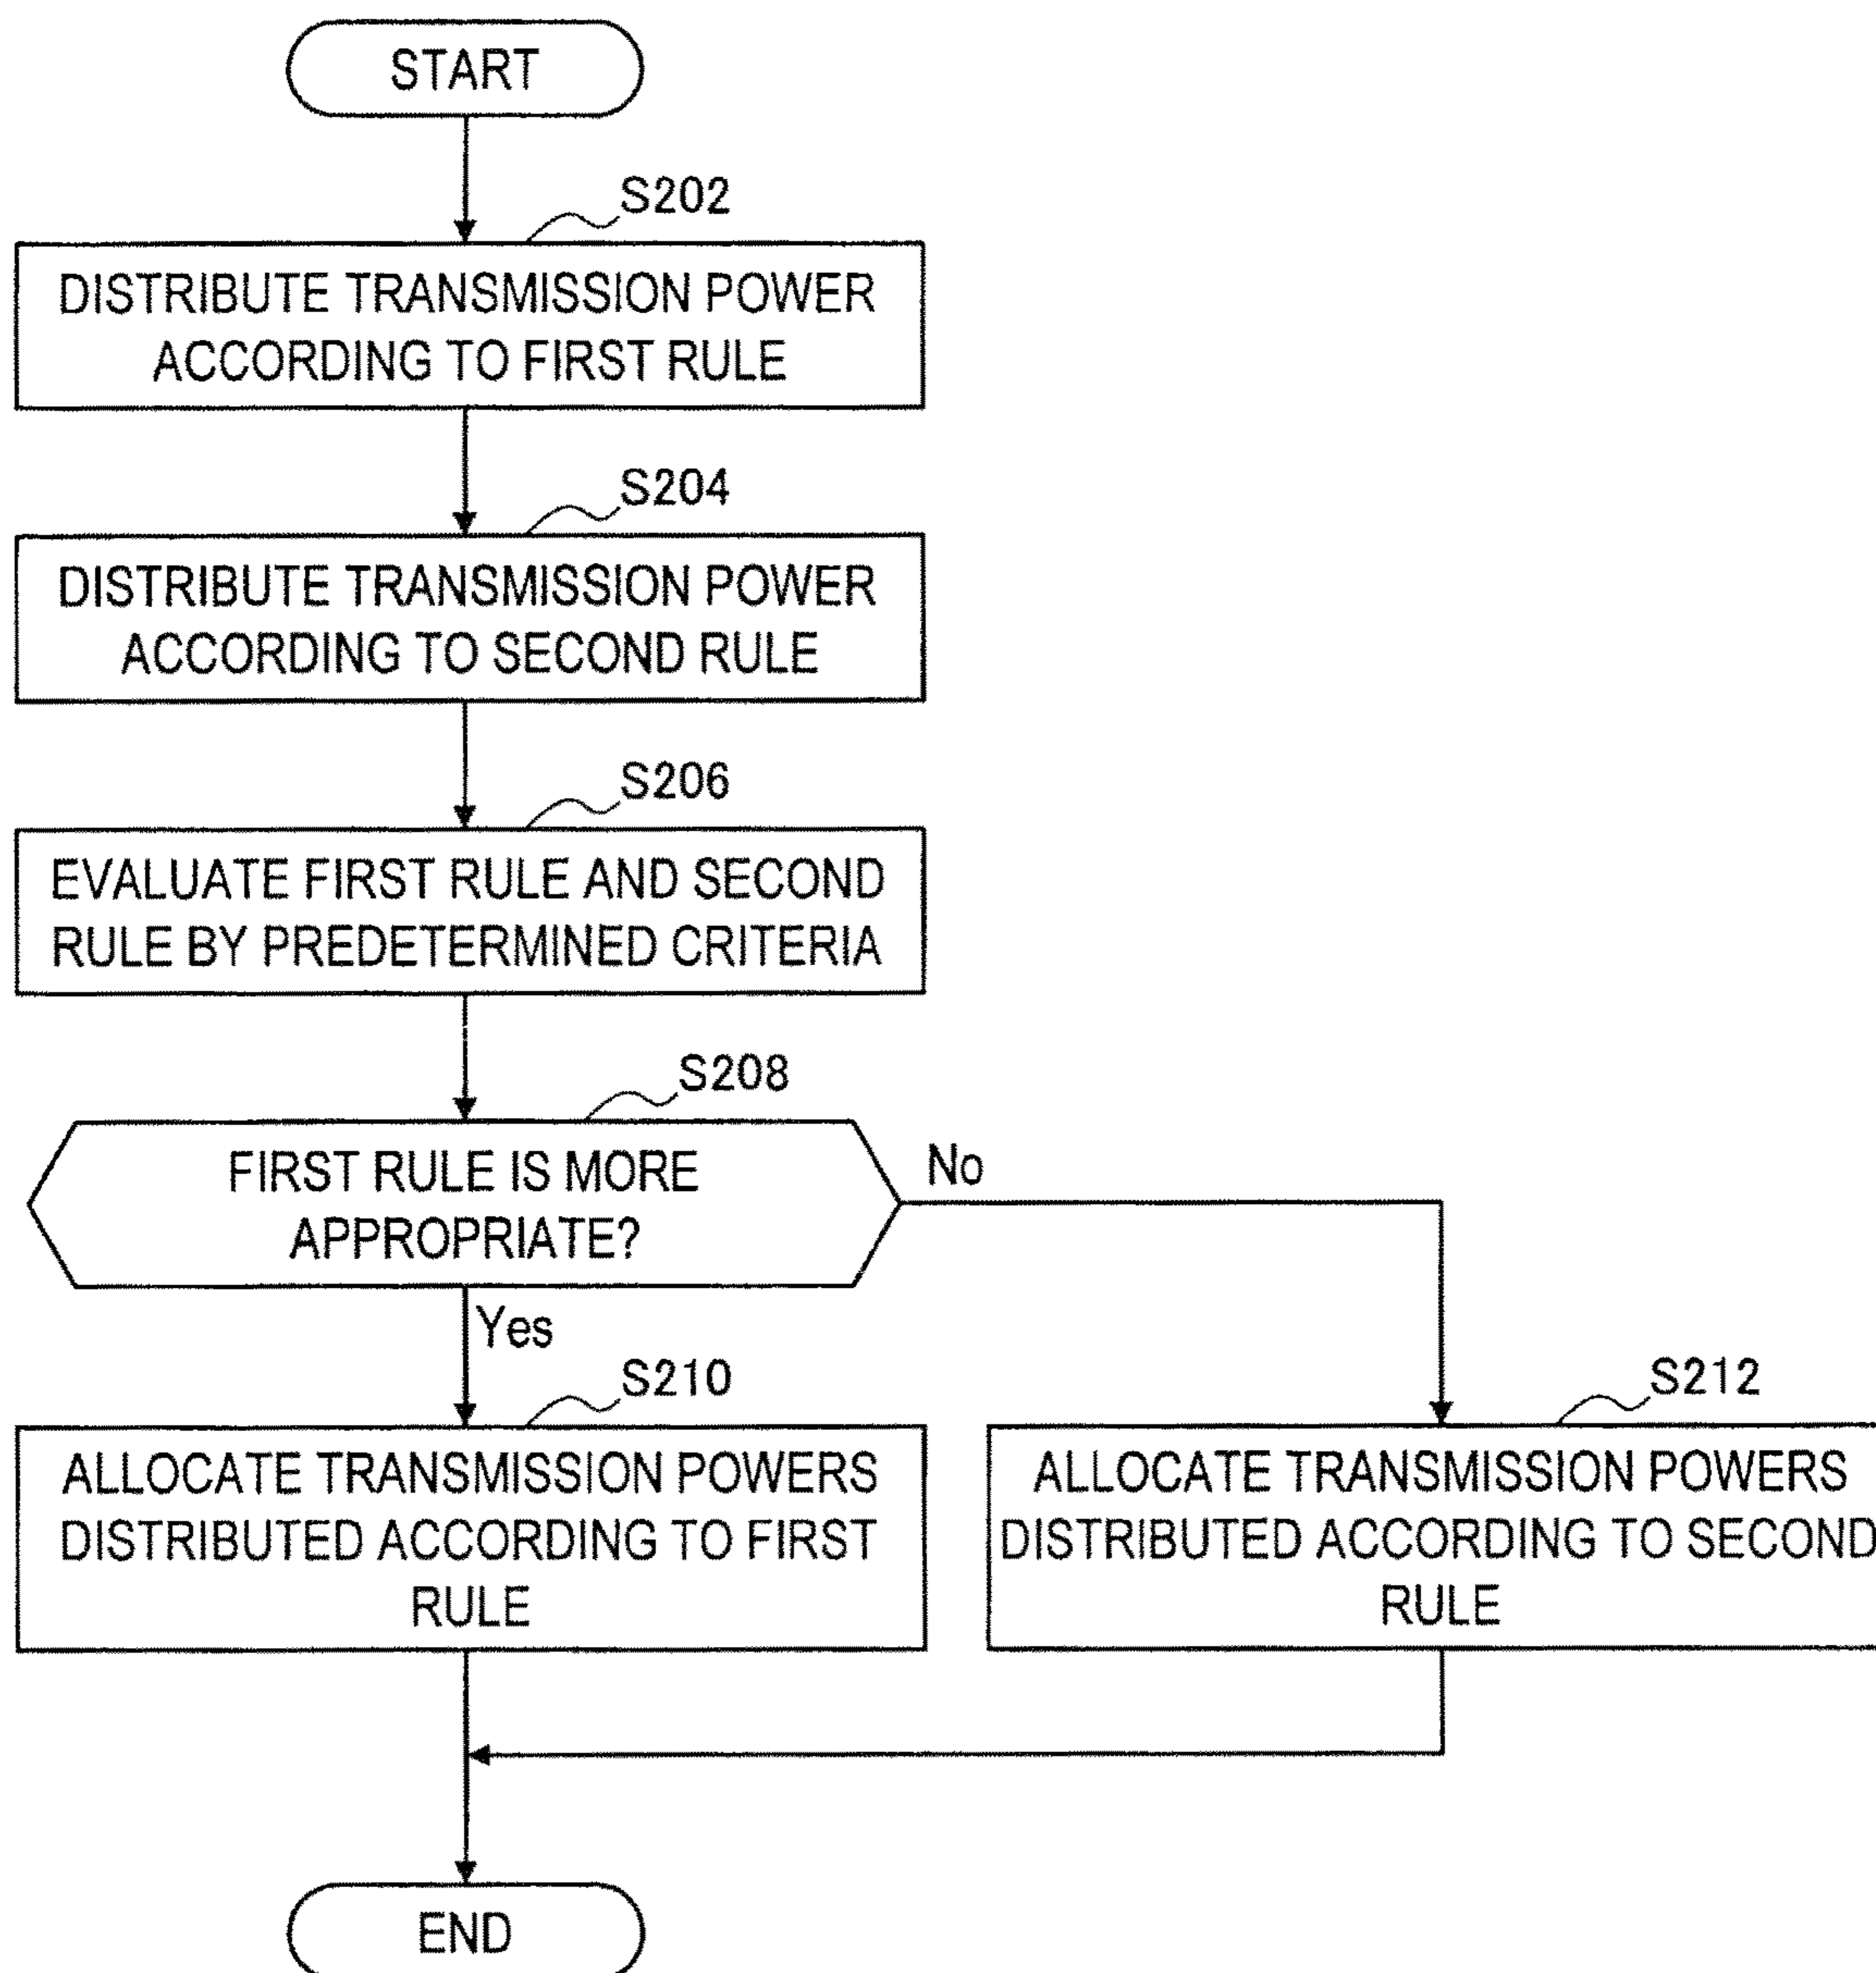 START
S202
DISTRIBUTE TRANSMISSION POWER
ACCORDING TO FIRST RULE
S204
DISTRIBUTE TRANSMISSION POWER
ACCORDING TO SECOND RULE
S206
EVALUATE FIRST RULE AND SECOND
RULE BY PREDETERMINED CRITERIA
S208
FIRST RULE IS MORE
APPROPRIATE?
No
Yes
S210
ALLOCATE TRANSMISSION POWERS
DISTRIBUTED ACCORDING TO FIRST
RULE
S212
ALLOCATE TRANSMISSION POWERS
DISTRIBUTED ACCORDING TO SECOND
RULE
END